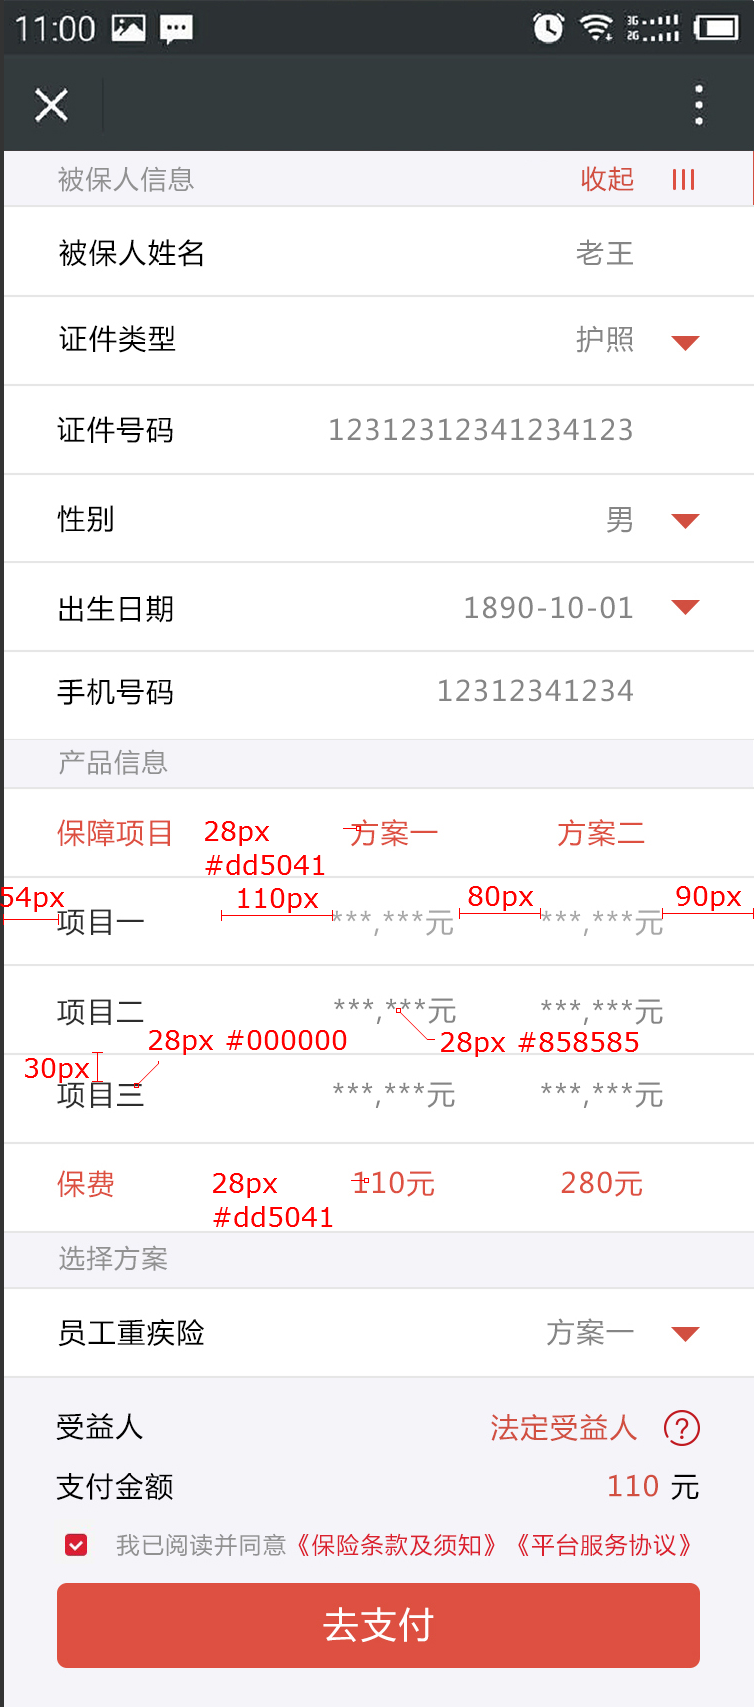 11:00 3G 2G
被保人信息 收起
被保人姓名 老王
证件类型 护照
证件号码 12312312341234123
性别 男
出生日期 1890-10-01
手机号码 12312341234
产品信息
保障项目 28px 方案一 方案二
#dd5041
54px 110px 80px 90px
项目一 ***,***元 ***,***元
项目二 ***,***元 ***,***元
28px #000000 28px #858585
30px
项目三 ***,***元 ***,***元
保费 28px 110元 280元
#dd5041
选择方案
员工重疾险 方案一
受益人 法定受益人 ?
支付金额 110 元
我已阅读并同意《保险条款及须知》《平台服务协议》
去支付